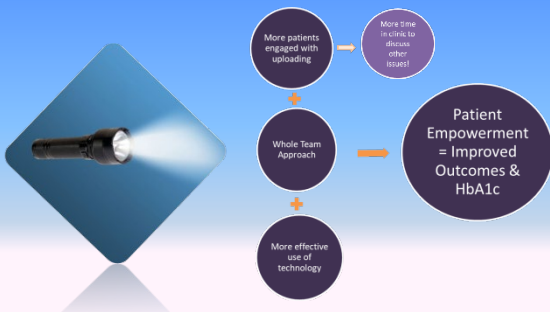 More patients
engaged with
uploading
More time
in clinic to
discuss
other
issues!
Whole Team
Approach
Patient
Empowerment
= Improved
Outcomes &
HbA1c
More effective
use of
technology